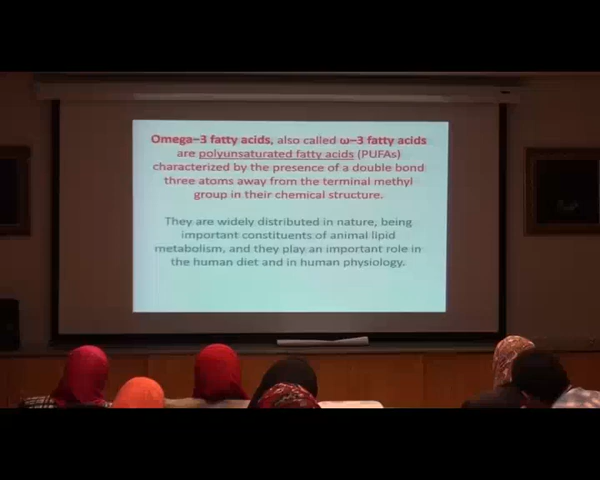 Omega–3 fatty acids, also called ω–3 fatty acids
are polyunsaturated fatty acids (PUFAs)
characterized by the presence of a double bond
three atoms away from the terminal methyl
group in their chemical structure.
They are widely distributed in nature, being
important constituents of animal lipid
metabolism, and they play an important role in
the human diet and in human physiology.